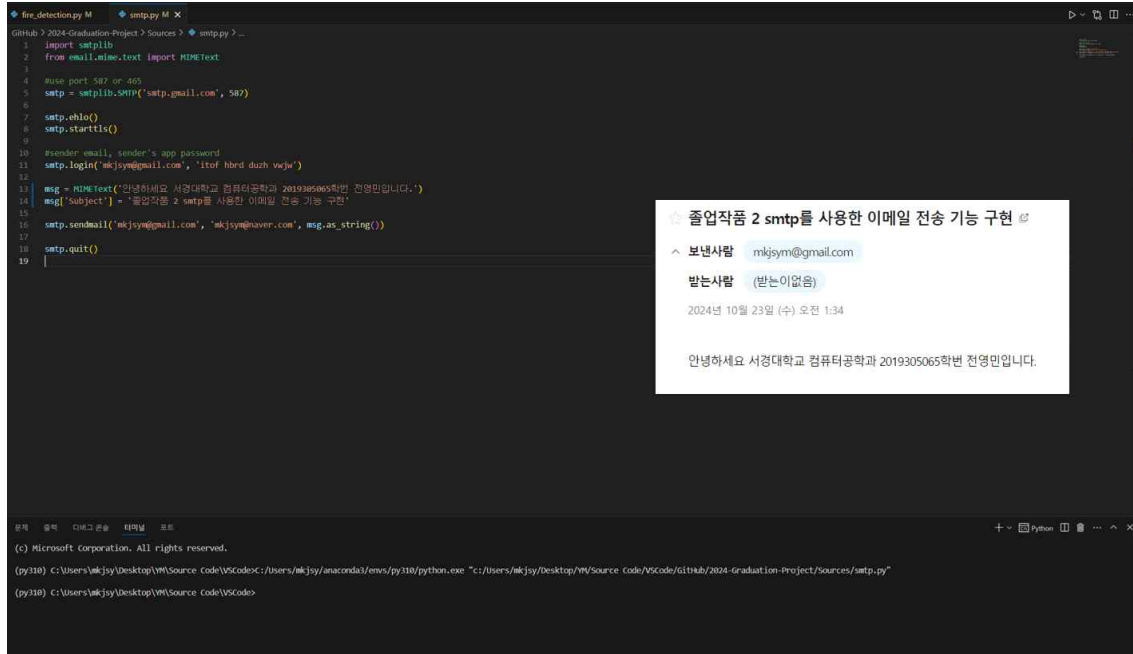 fire_detection.py M
smtp.py M
GitHub > 2024-Graduation-Project > Sources > smtp.py > ...
1 import smtplib
2 from email.mime.text import MIMEText
3
4 #use port 587 or 465
5 smtp = smtplib.SMTP('smtp.gmail.com', 587)
6
7 smtp.ehlo()
8 smtp.starttls()
9
10 #sender email, sender's app password
11 smtp.login('mkjsym@gmail.com', 'itof hbrd duzh vwjw')
12
13 msg = MIMEText('안녕하세요 서경대학교 컴퓨터공학과 2019305065학번 전영민입니다.')
14 msg['Subject'] = '졸업작품 2 smtp를 사용한 이메일 전송 기능 구현'
15
16 smtp.sendmail('mkjsym@gmail.com', 'mkjsym@naver.com', msg.as_string())
17
18 smtp.quit()
19
졸업작품 2 smtp를 사용한 이메일 전송 기능 구현
보낸사람 mkjsym@gmail.com
받는사람 (받는이없음)
2024년 10월 23일 (수) 오전 1:34
안녕하세요 서경대학교 컴퓨터공학과 2019305065학번 전영민입니다.
문제 출력 디버그 콘솔 터미널 포트
Python
(c) Microsoft Corporation. All rights reserved.
(py310) C:\Users\mkjsy\Desktop\YM\Source Code\VSCode>C:/Users/mkjsy/anaconda3/envs/py310/python.exe "c:/Users/mkjsy/Desktop/YM/Source Code/VSCode/GitHub/2024-Graduation-Project/Sources/smtp.py"
(py310) C:\Users\mkjsy\Desktop\YM\Source Code\VSCode>